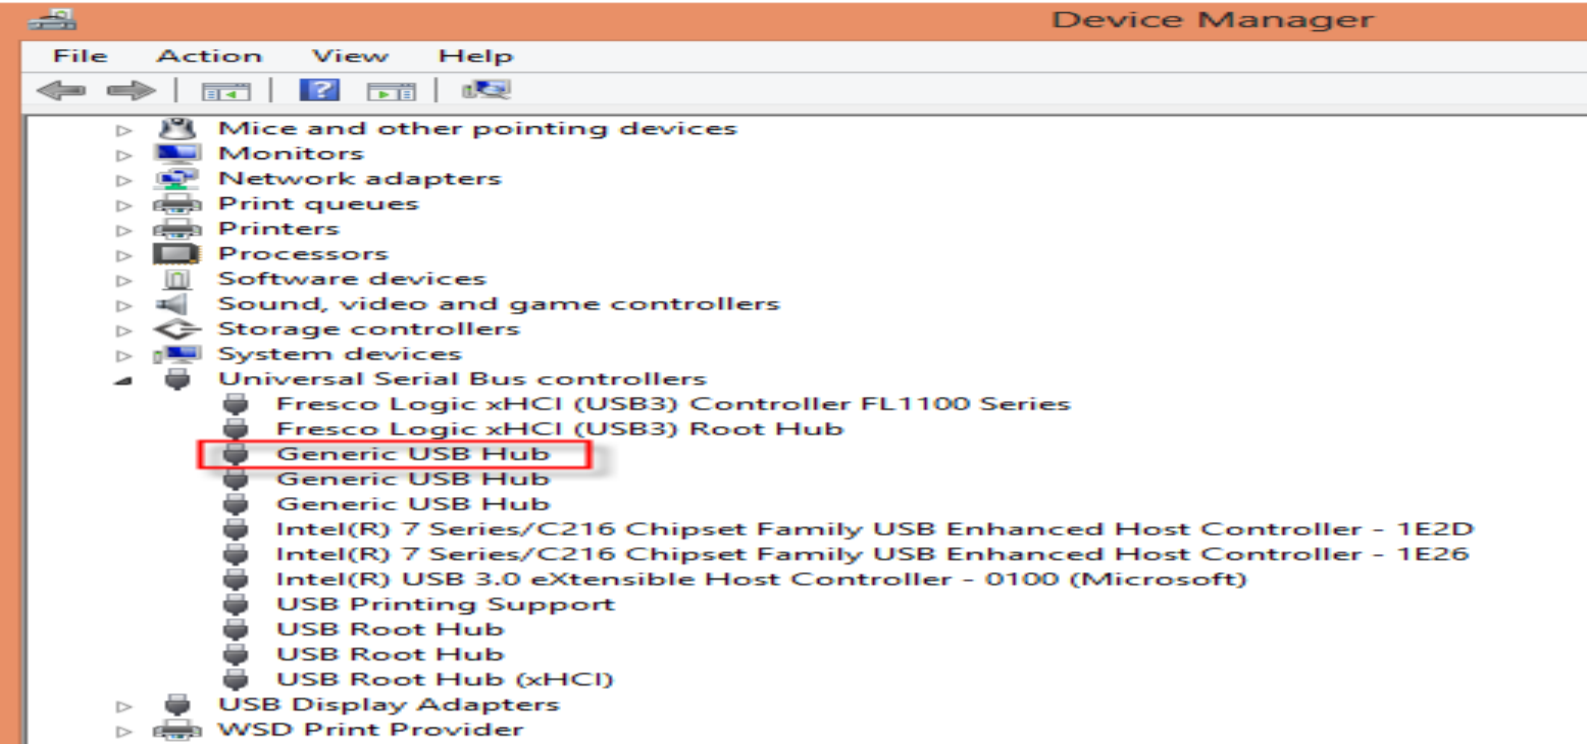 Device Manager
File Action View Help
?
Mice and other pointing devices
Monitors
Network adapters
Print queues
Printers
Processors
Software devices
Sound, video and game controllers
Storage controllers
System devices
Universal Serial Bus controllers
Fresco Logic xHCI (USB3) Controller FL1100 Series
Fresco Logic xHCI (USB3) Root Hub
Generic USB Hub
Generic USB Hub
Generic USB Hub
Intel(R) 7 Series/C216 Chipset Family USB Enhanced Host Controller - 1E2D
Intel(R) 7 Series/C216 Chipset Family USB Enhanced Host Controller - 1E26
Intel(R) USB 3.0 eXtensible Host Controller - 0100 (Microsoft)
USB Printing Support
USB Root Hub
USB Root Hub
USB Root Hub (xHCI)
USB Display Adapters
WSD Print Provider